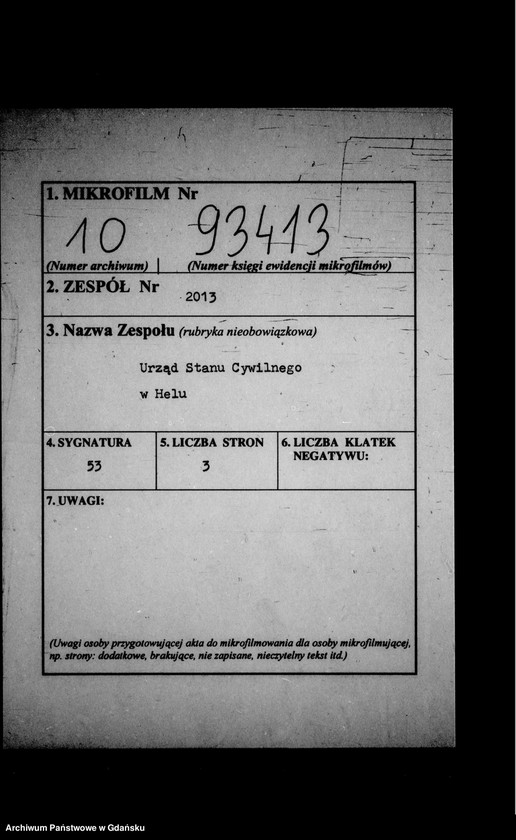 1. MIKROFILM Nr
10 93413
(Numer archiwum) (Numer księgi ewidencji mikrofilmów)
2. ZESPÓŁ Nr
2013
3. Nazwa Zespołu (rubryka nieobowiązkowa)
Urząd Stanu Cywilnego
w Helu
4. SYGNATURA 5. LICZBA STRON 6. LICZBA KLATEK
NEGATYWU:
53 3
7. UWAGI:
(Uwagi osoby przygotowującej akta do mikrofilmowania dla osoby mikrofilmującej,
np. strony: dodatkowe, brakujące, nie zapisane, nieczytelny tekst itd.)
Archiwum Państwowe w Gdańsku